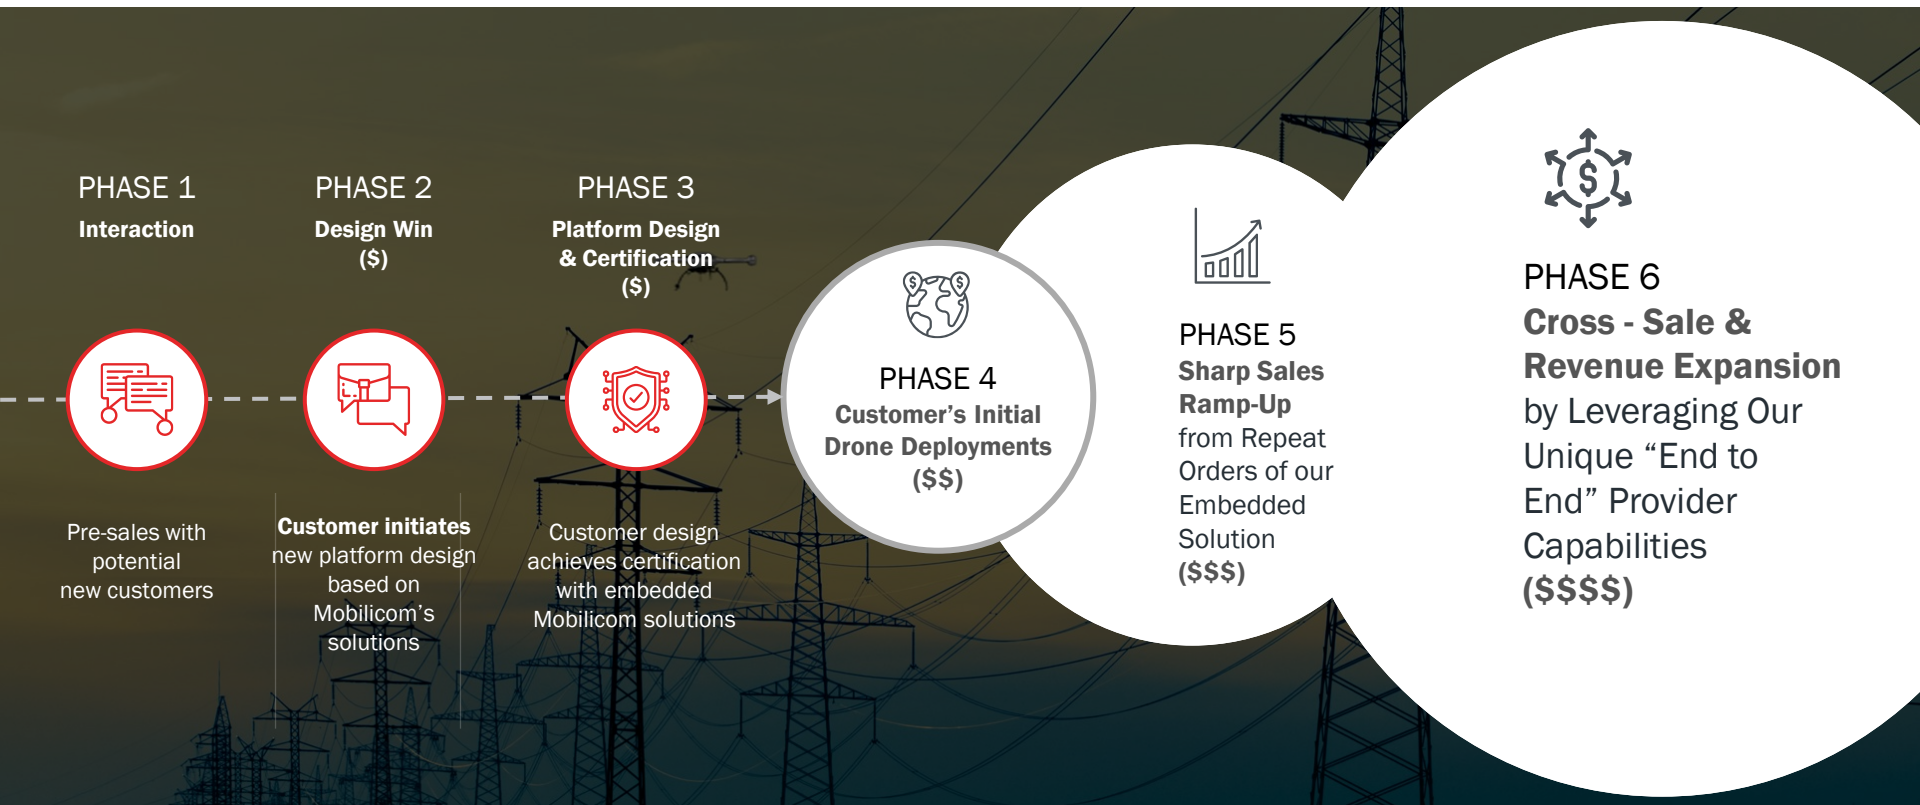 PHASE 1
Interaction
Pre-sales with
potential
new customers
PHASE 2
Design Win
($)
Customer initiates
new platform design
based on
Mobilicom’s
solutions
PHASE 3
Platform Design
& Certification
($)
Customer design
achieves certification
with embedded
Mobilicom solutions
$ $
PHASE 4
Customer’s Initial
Drone Deployments
($$)
PHASE 5
Sharp Sales
Ramp-Up
from Repeat
Orders of our
Embedded
Solution
($$$)
$
PHASE 6
Cross - Sale &
Revenue Expansion
by Leveraging Our
Unique “End to
End” Provider
Capabilities
($$$$)